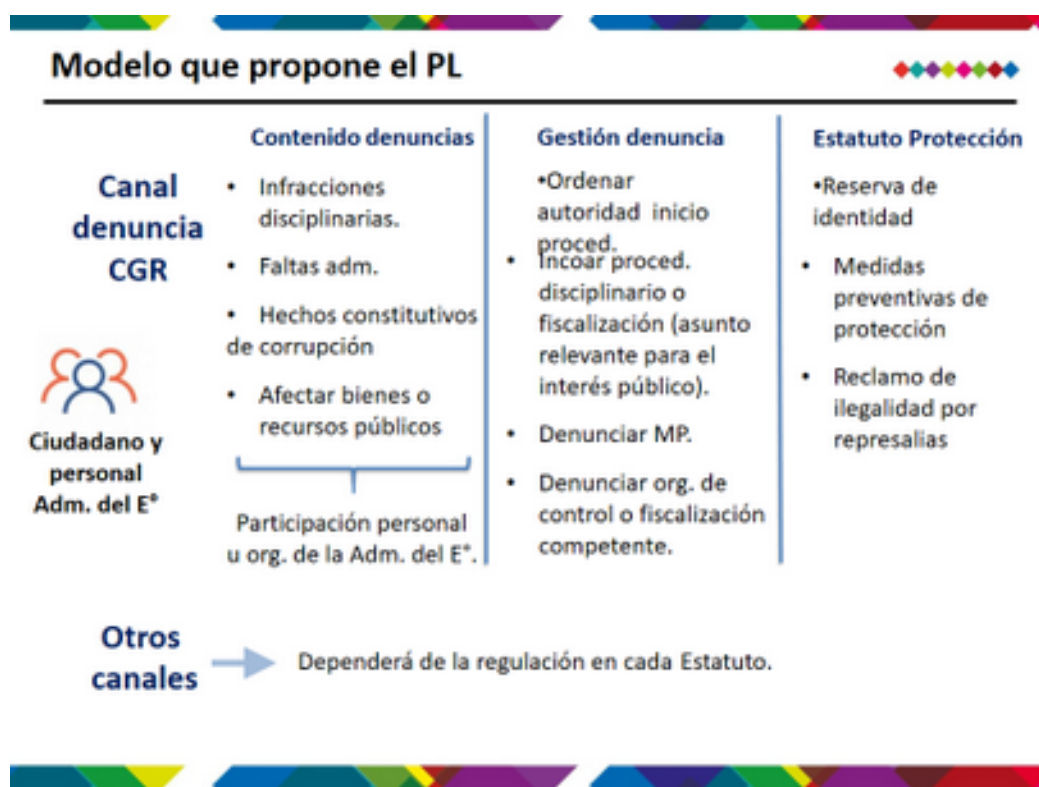 Modelo que propone el PL
Canal
denuncia
CGR
Ciudadano y
personal
Adm. del E°
Contenido denuncias
• Infracciones
disciplinarias.
• Faltas adm.
• Hechos constitutivos
de corrupción
• Afectar bienes o
recursos públicos
Participación personal
u org. de la Adm. del E°.
Gestión denuncia
•Ordenar
autoridad inicio
proced.
• Incoar proced.
disciplinario o
fiscalización (asunto
relevante para el
interés público).
• Denunciar MP.
• Denunciar org. de
control o fiscalización
competente.
Estatuto Protección
•Reserva de
identidad
• Medidas
preventivas de
protección
• Reclamo de
ilegalidad por
represalias
Otros
canales
Dependerá de la regulación en cada Estatuto.